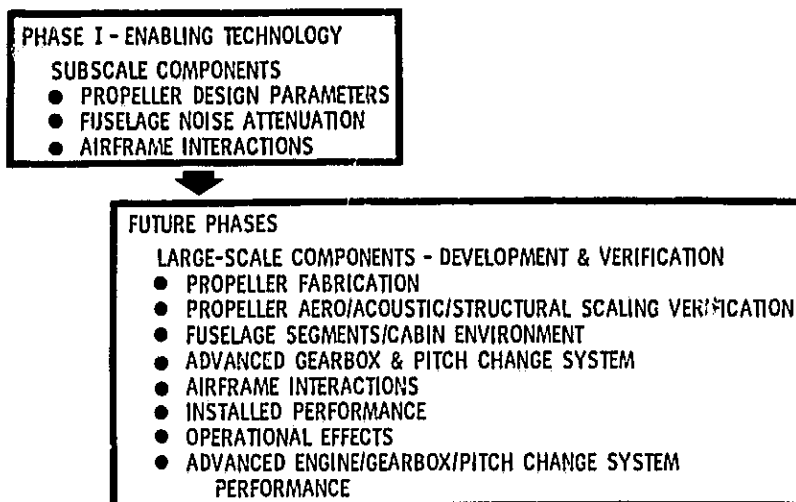 PHASE I - ENABLING TECHNOLOGY
SUBSCALE COMPONENTS
● PROPELLER DESIGN PARAMETERS
● FUSELAGE NOISE ATTENUATION
● AIRFRAME INTERACTIONS
FUTURE PHASES
LARGE-SCALE COMPONENTS - DEVELOPMENT & VERIFICATION
● PROPELLER FABRICATION
● PROPELLER AERO/ACOUSTIC/STRUCTURAL SCALING VERIFICATION
● FUSELAGE SEGMENTS/CABIN ENVIRONMENT
● ADVANCED GEARBOX & PITCH CHANGE SYSTEM
● AIRFRAME INTERACTIONS
● INSTALLED PERFORMANCE
● OPERATIONAL EFFECTS
● ADVANCED ENGINE/GEARBOX/PITCH CHANGE SYSTEM
PERFORMANCE